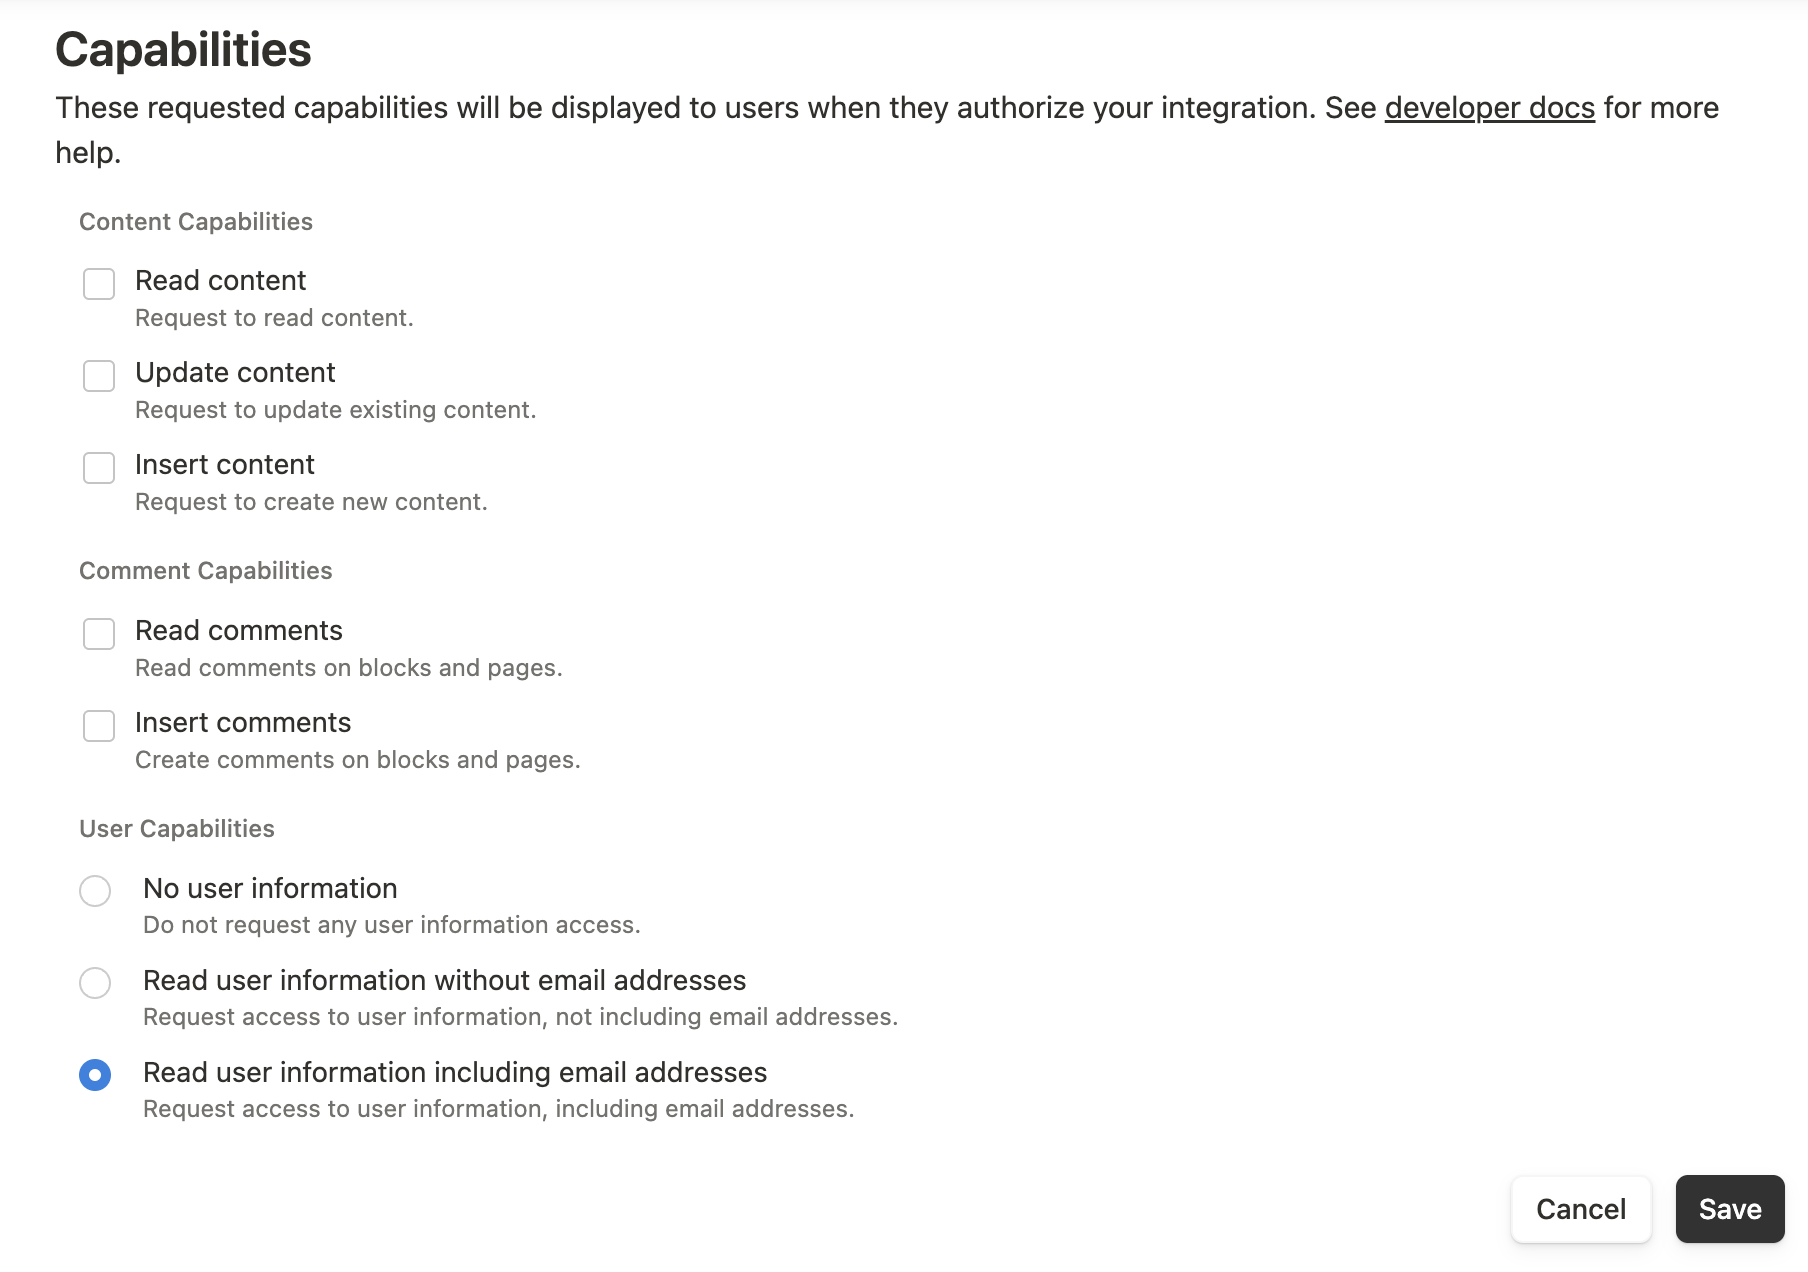 Capabilities
These requested capabilities will be displayed to users when they authorize your integration. See developer docs for more
help.
Content Capabilities
Read content
Request to read content.
Update content
Request to update existing content.
Insert content
Request to create new content.
Comment Capabilities
Read comments
Read comments on blocks and pages.
Insert comments
Create comments on blocks and pages.
User Capabilities
No user information
Do not request any user information access.
Read user information without email addresses
Request access to user information, not including email addresses.
Read user information including email addresses
Request access to user information, including email addresses.
Cancel Save